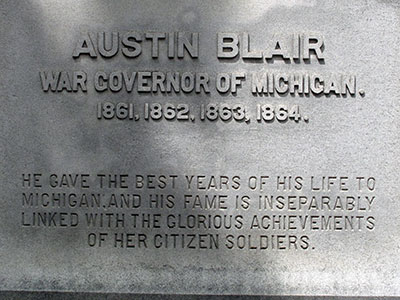 AUSTIN BLAIR
WAR GOVERNOR OF MICHIGAN.
1861, 1862, 1863, 1864.
HE GAVE THE BEST YEARS OF HIS LIFE TO
MICHIGAN, AND HIS FAME IS INSEPARABLY
LINKED WITH THE GLORIOUS ACHIEVEMENTS
OF HER CITIZEN SOLDIERS.